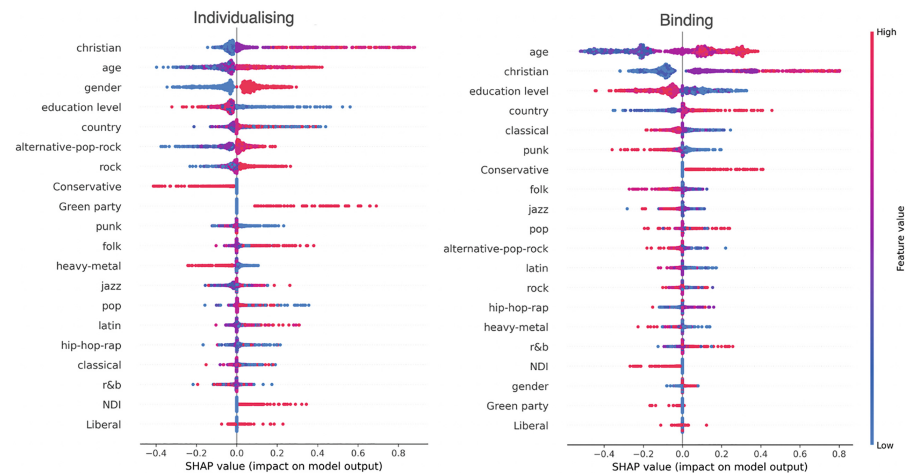 Individualising
christian
age
gender
education level
country
alternative-pop-rock
rock
Conservative
Green party
punk
folk
heavy-metal
jazz
pop
latin
hip-hop-rap
classical
r&b
NDI
Liberal
−0.4 −0.2 0.0 0.2 0.4 0.6 0.8
SHAP value (impact on model output)
Binding
age
christian
education level
country
classical
punk
Conservative
folk
jazz
pop
alternative-pop-rock
latin
rock
hip-hop-rap
heavy-metal
r&b
NDI
gender
Green party
Liberal
−0.4 −0.2 0.0 0.2 0.4 0.6 0.8
SHAP value (impact on model output)
High
Feature value
Low